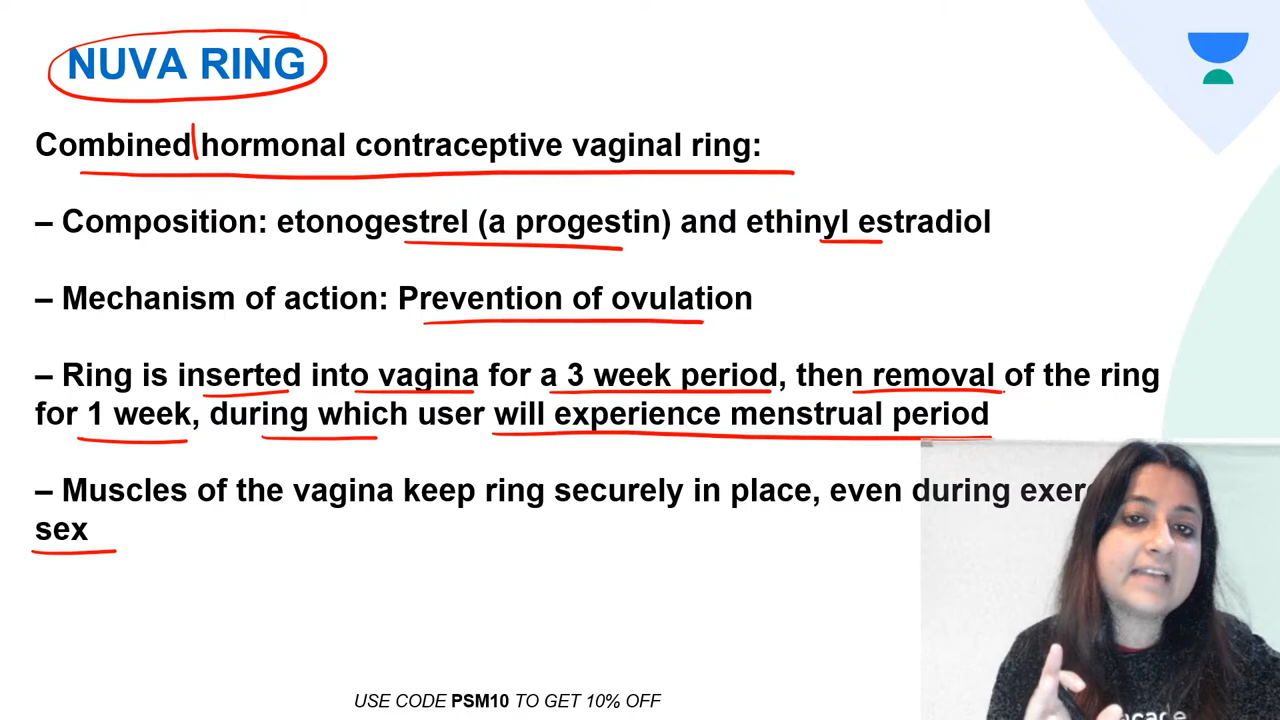 NUVA RING
Combined hormonal contraceptive vaginal ring:
– Composition: etonogestrel (a progestin) and ethinyl estradiol
– Mechanism of action: Prevention of ovulation
– Ring is inserted into vagina for a 3 week period, then removal of the ring
for 1 week, during which user will experience menstrual period
– Muscles of the vagina keep ring securely in place, even during
sex
USE CODE PSM10 TO GET 10% OFF